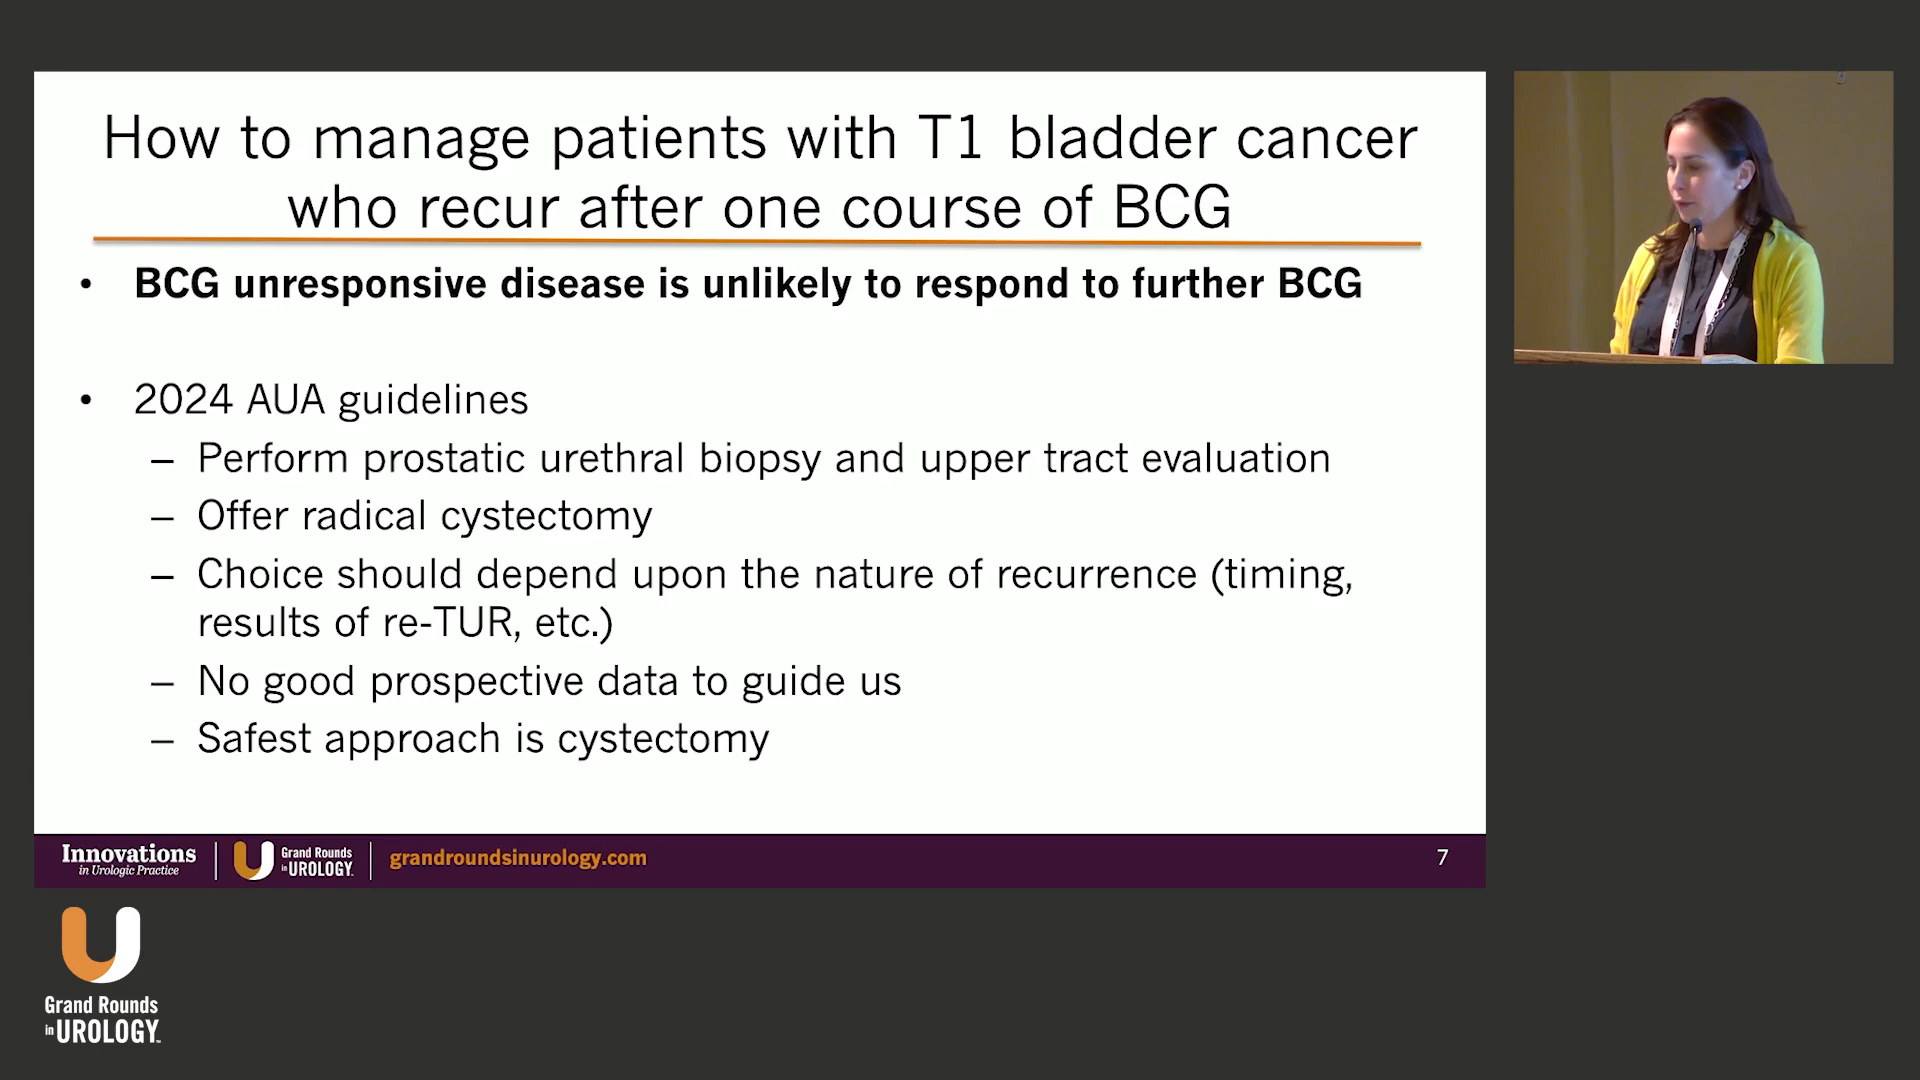 How to manage patients with T1 bladder cancer
who recur after one course of BCG
• BCG unresponsive disease is unlikely to respond to further BCG
• 2024 AUA guidelines
– Perform prostatic urethral biopsy and upper tract evaluation
– Offer radical cystectomy
– Choice should depend upon the nature of recurrence (timing,
results of re-TUR, etc.)
– No good prospective data to guide us
– Safest approach is cystectomy
Innovations
in Urologic Practice
Grand Rounds
in UROLOGY™
grandroundsinurology.com
7
Grand Rounds
in UROLOGY™